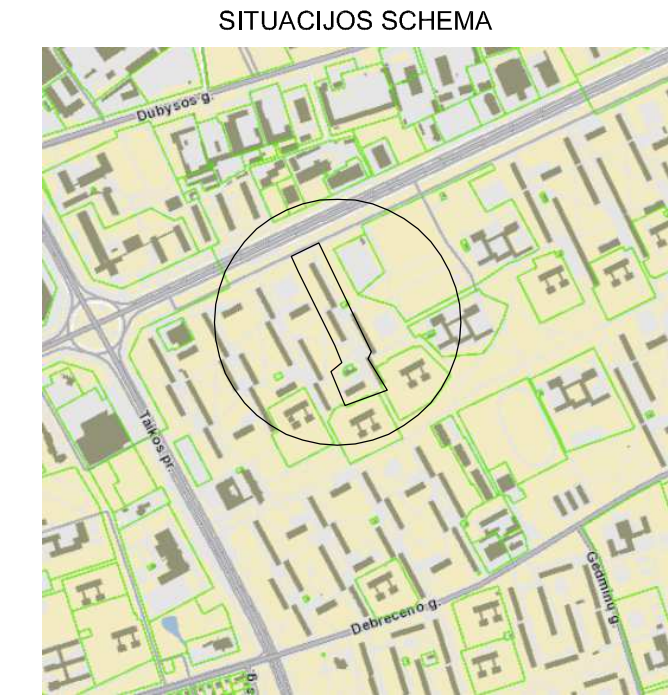 SITUACIJOS SCHEMA
Dubysos g.
Taikos pr.
Debreceno g.
Gedminų g.